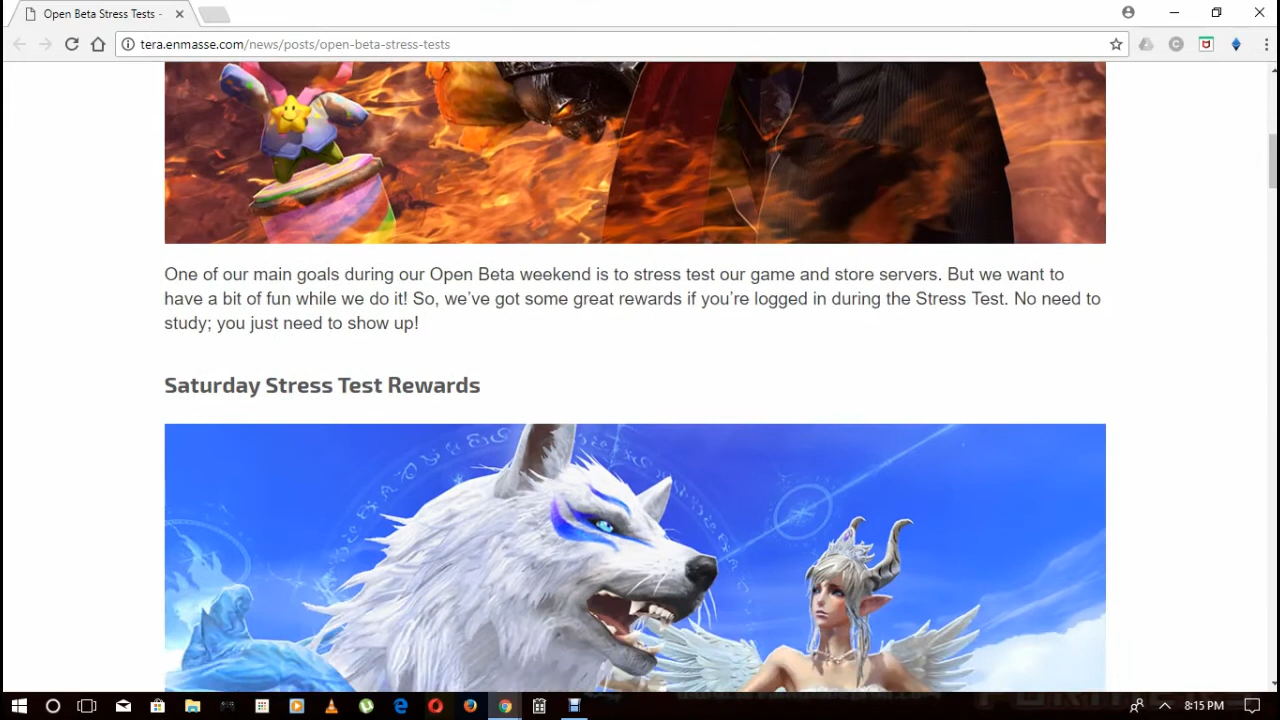 Open Beta Stress Tests -
tera.enmasse.com/news/posts/open-beta-stress-tests
One of our main goals during our Open Beta weekend is to stress test our game and store servers. But we want to
have a bit of fun while we do it! So, we’ve got some great rewards if you’re logged in during the Stress Test. No need to
study; you just need to show up!
Saturday Stress Test Rewards
8:15 PM